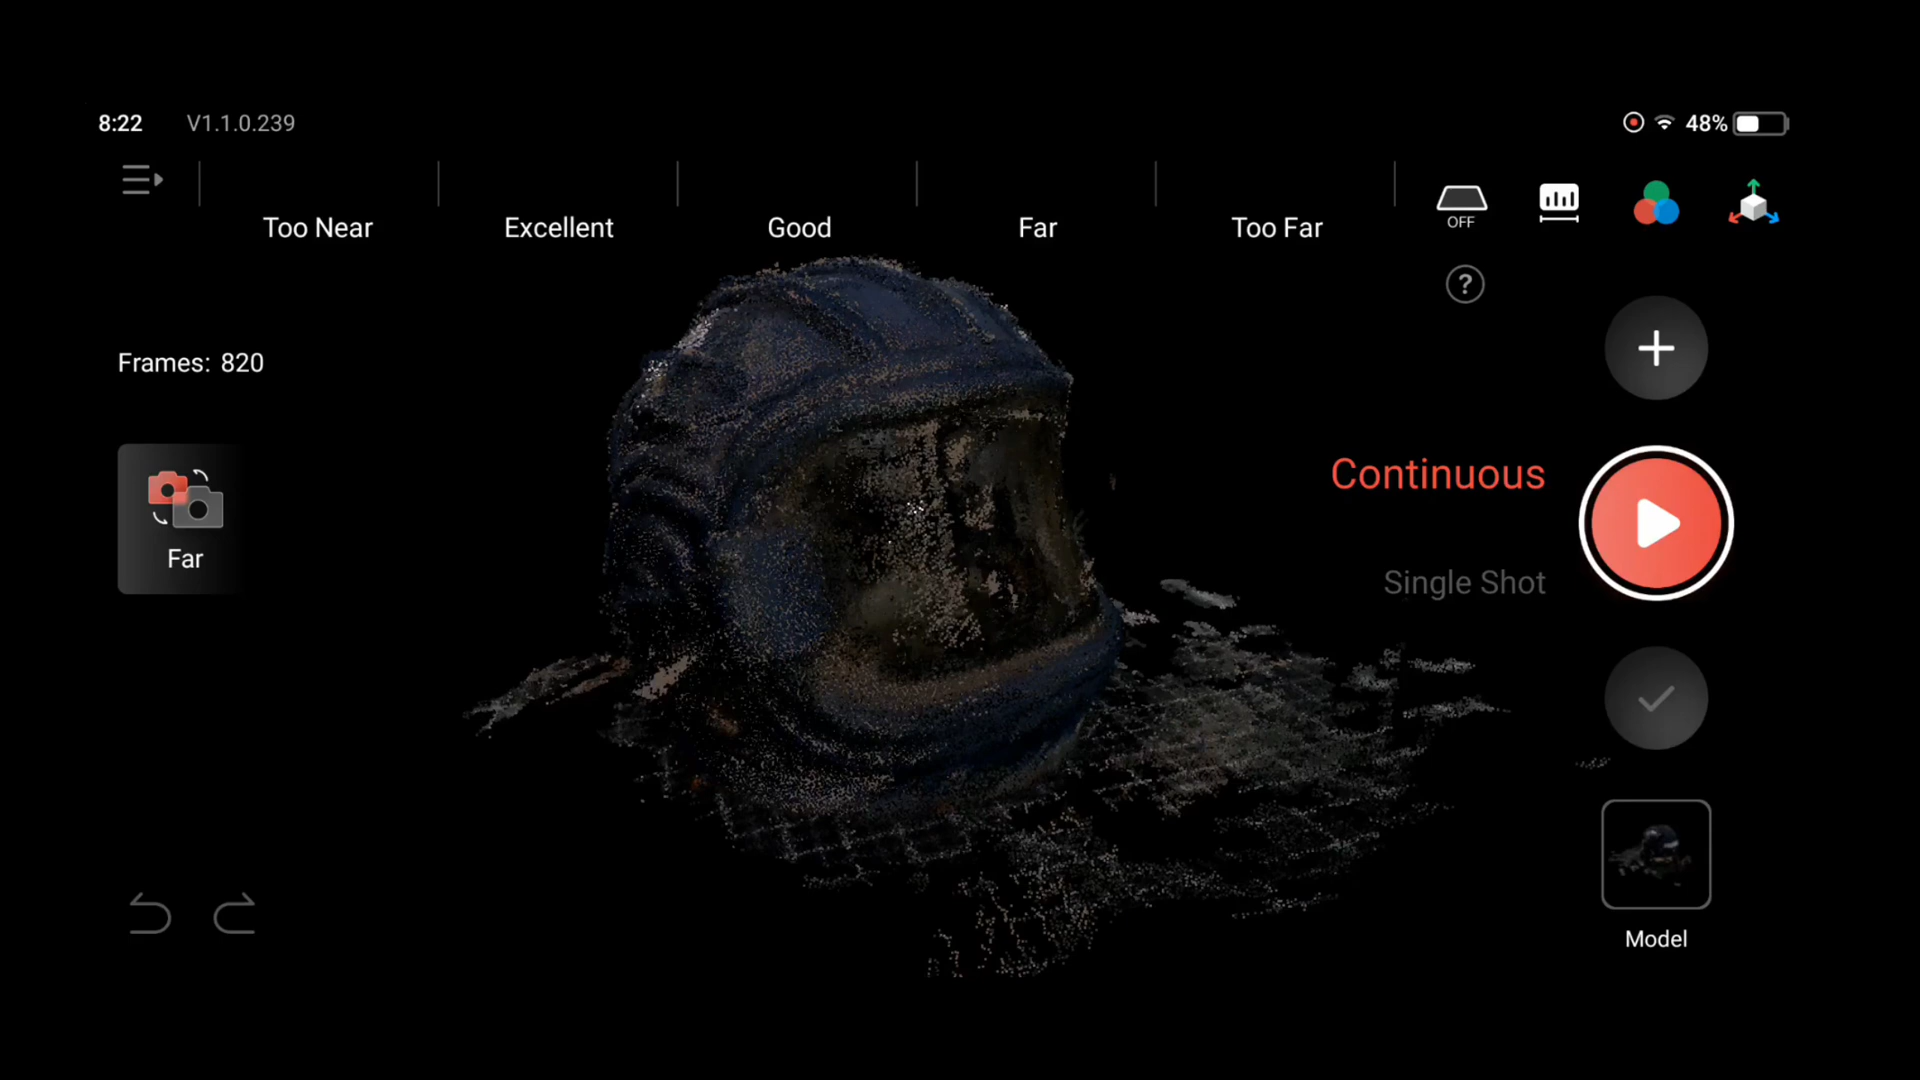 8:22 V1.1.0.239 48%
Too Near Excellent Good Far Too Far OFF
?
Frames: 820
Continuous
Far
Single Shot
Model